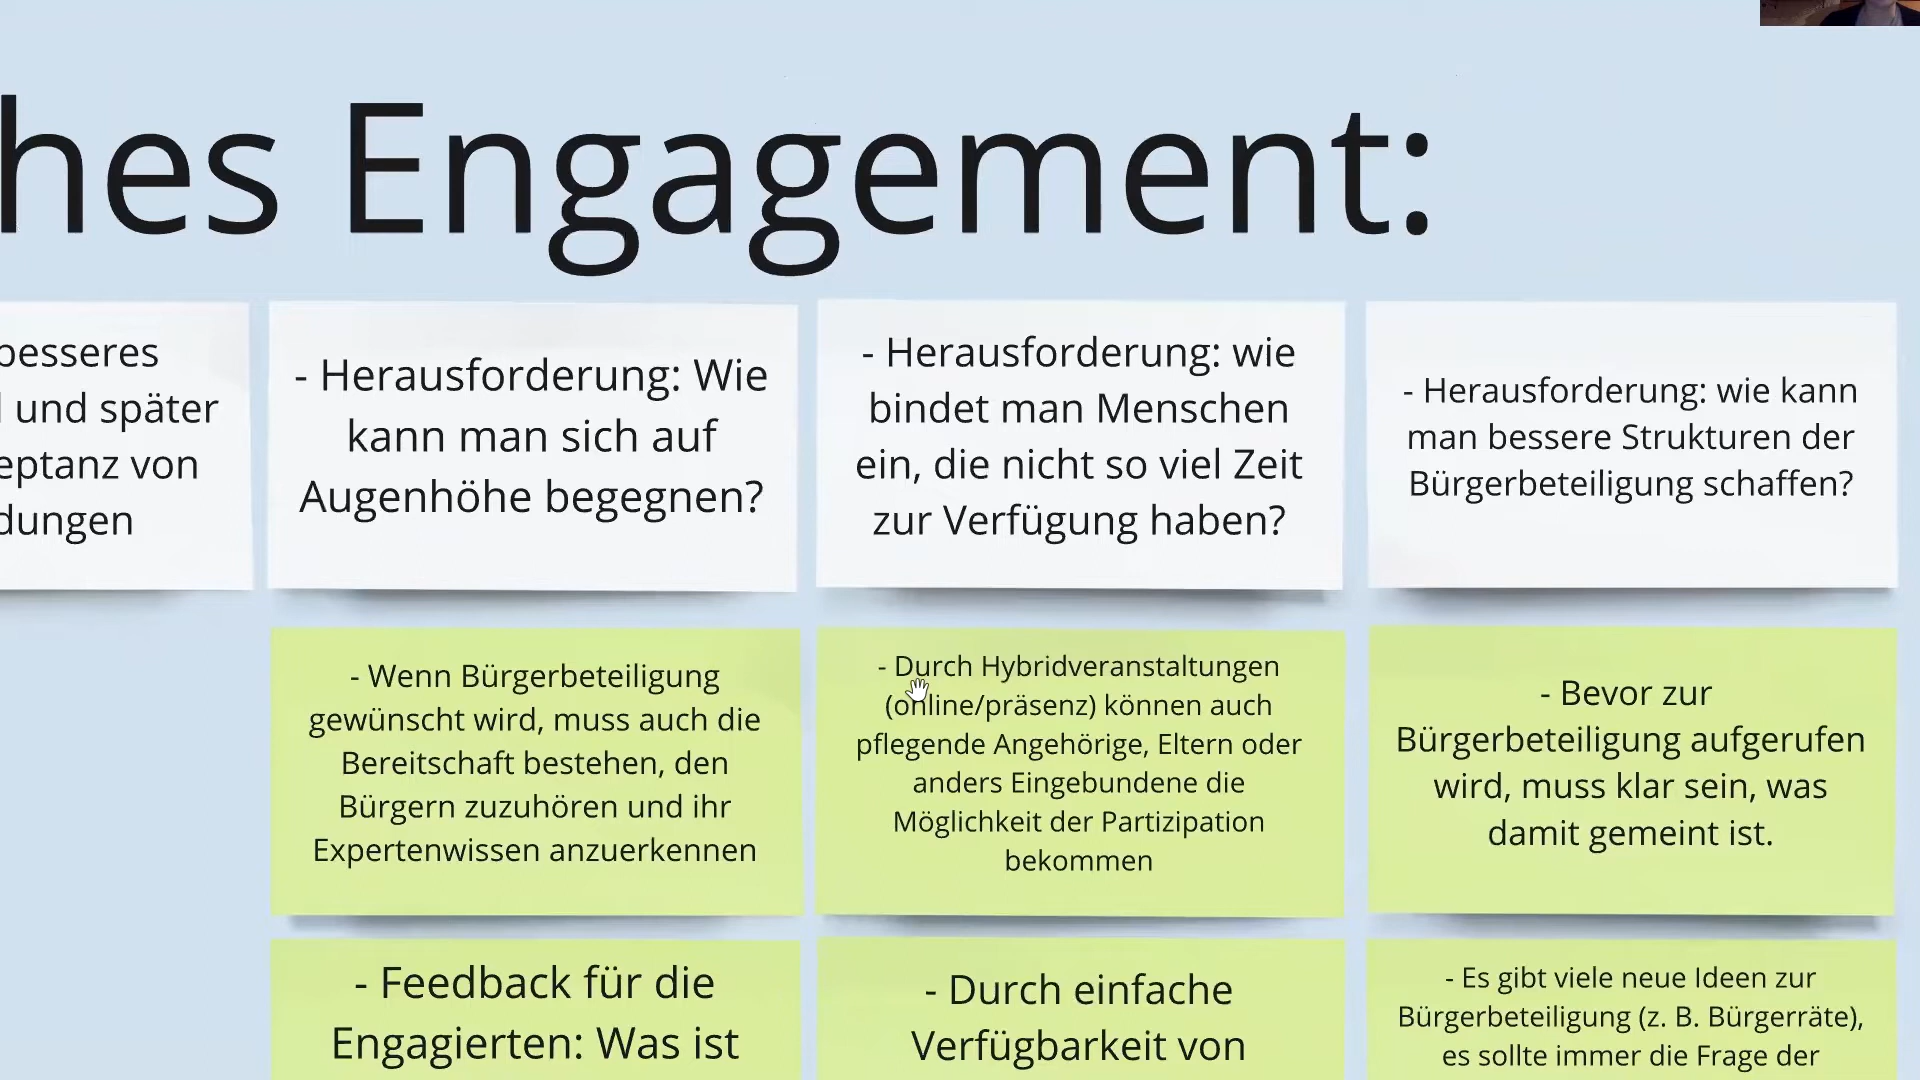 hes Engagement:
besseres
und später
eptanz von
dungen
- Herausforderung: Wie
kann man sich auf
Augenhöhe begegnen?
- Herausforderung: wie
bindet man Menschen
ein, die nicht so viel Zeit
zur Verfügung haben?
- Herausforderung: wie kann
man bessere Strukturen der
Bürgerbeteiligung schaffen?
- Wenn Bürgerbeteiligung
gewünscht wird, muss auch die
Bereitschaft bestehen, den
Bürgern zuzuhören und ihr
Expertenwissen anzuerkennen
- Durch Hybridveranstaltungen
(online/präsenz) können auch
pflegende Angehörige, Eltern oder
anders Eingebundene die
Möglichkeit der Partizipation
bekommen
- Bevor zur
Bürgerbeteiligung aufgerufen
wird, muss klar sein, was
damit gemeint ist.
- Feedback für die
Engagierten: Was ist
- Durch einfache
Verfügbarkeit von
- Es gibt viele neue Ideen zur
Bürgerbeteiligung (z. B. Bürgerräte),
es sollte immer die Frage der